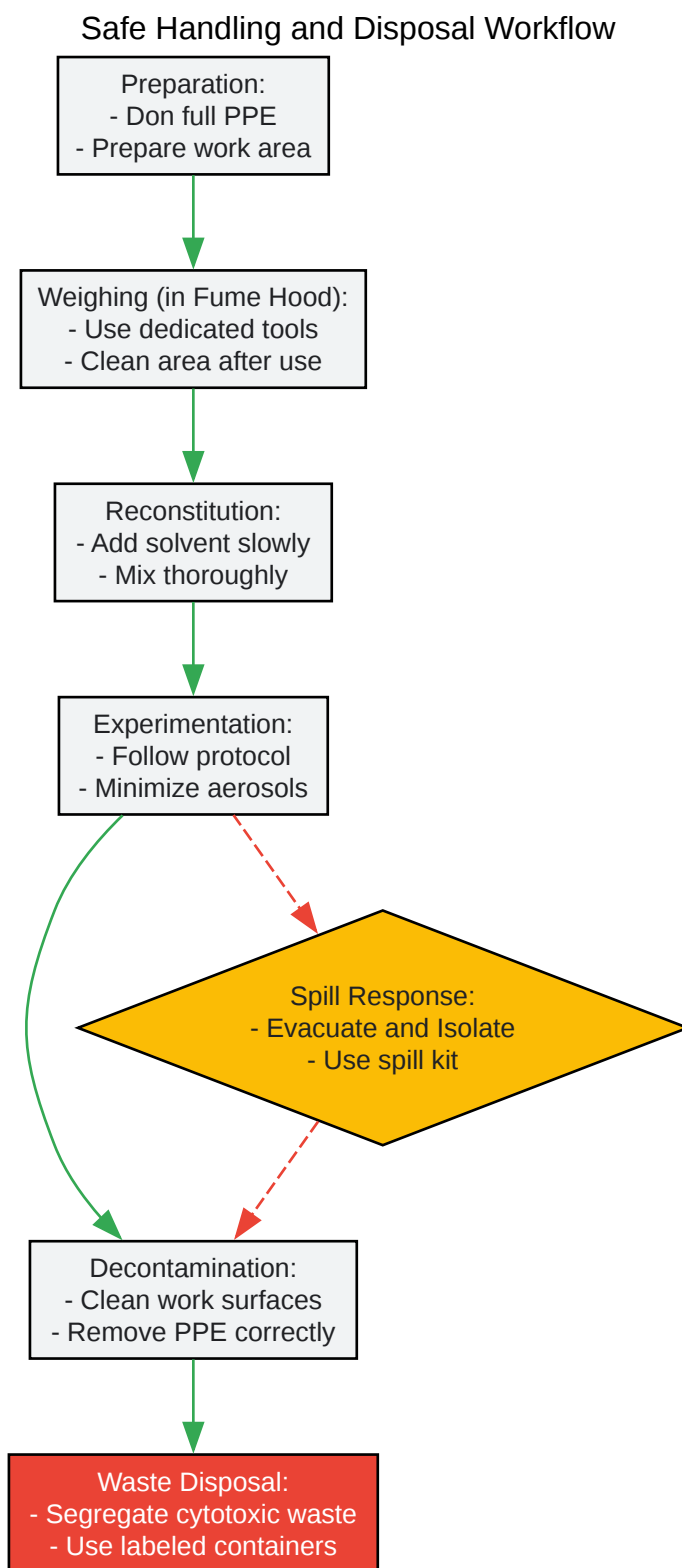 Safe Handling and Disposal Workflow
Preparation:
- Don full PPE
- Prepare work area
Weighing (in Fume Hood):
- Use dedicated tools
- Clean area after use
Reconstitution:
- Add solvent slowly
- Mix thoroughly
Experimentation:
- Follow protocol
- Minimize aerosols
Spill Response:
- Evacuate and Isolate
- Use spill kit
Decontamination:
- Clean work surfaces
- Remove PPE correctly
Waste Disposal:
- Segregate cytotoxic waste
- Use labeled containers